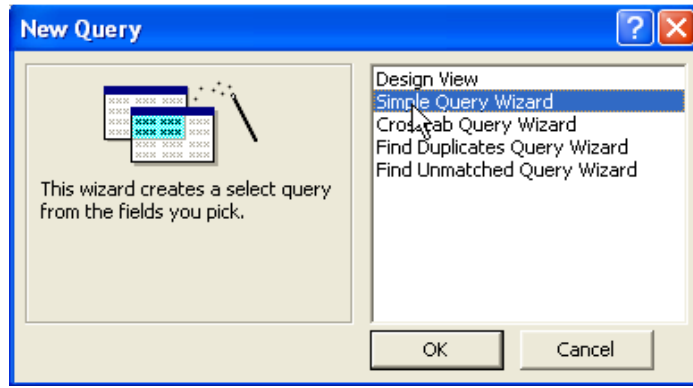 New Query
This wizard creates a select query
from the fields you pick.
Design View
Simple Query Wizard
Crosstab Query Wizard
Find Duplicates Query Wizard
Find Unmatched Query Wizard
OK
Cancel